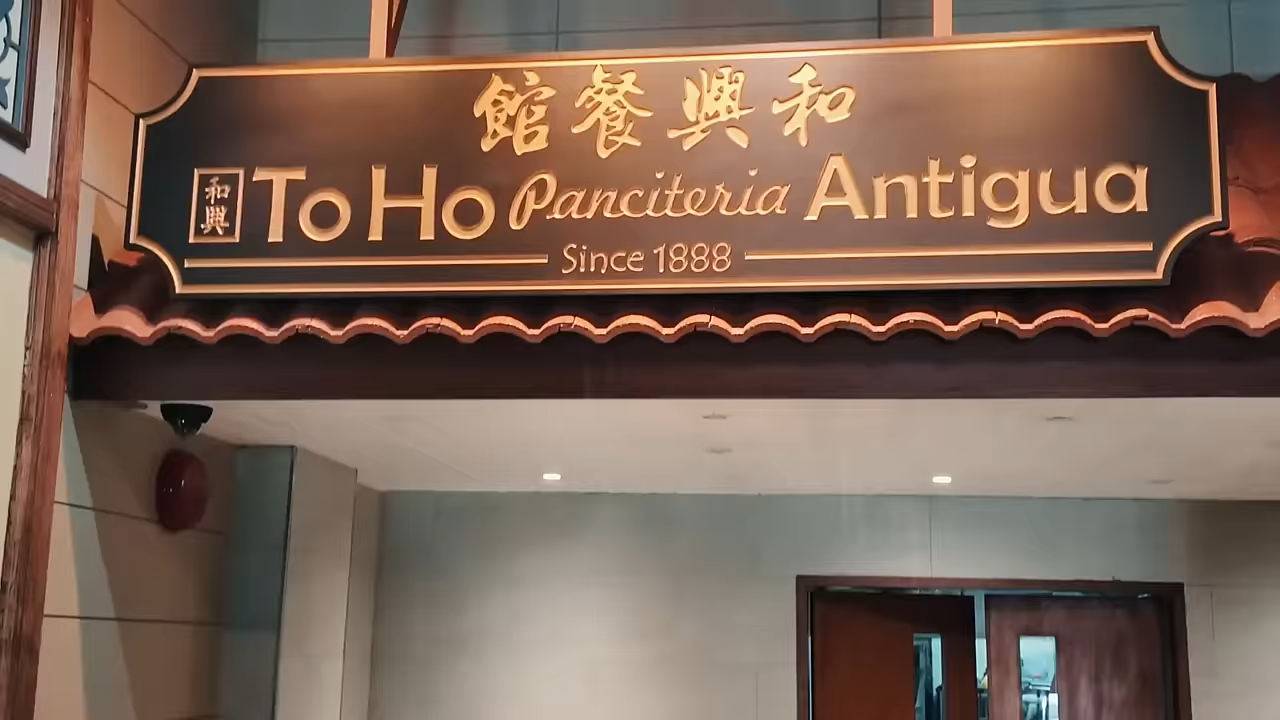 和興餐館
和興 To Ho Panciteria Antigua
Since 1888